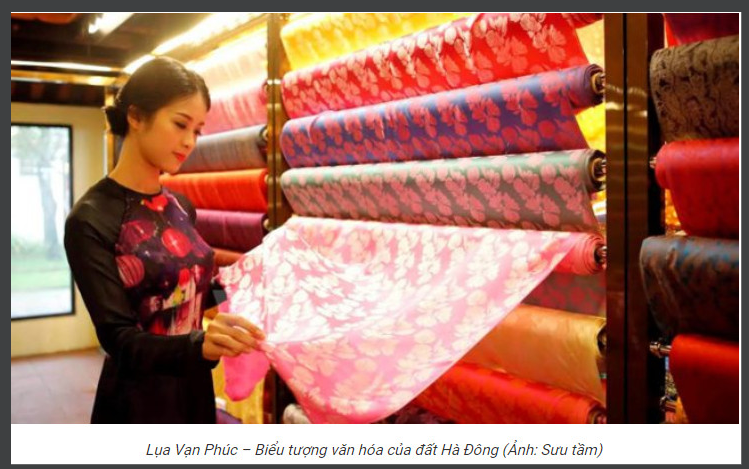 Lụa Vạn Phúc – Biểu tượng văn hóa của đất Hà Đông (Ảnh: Sưu tầm)